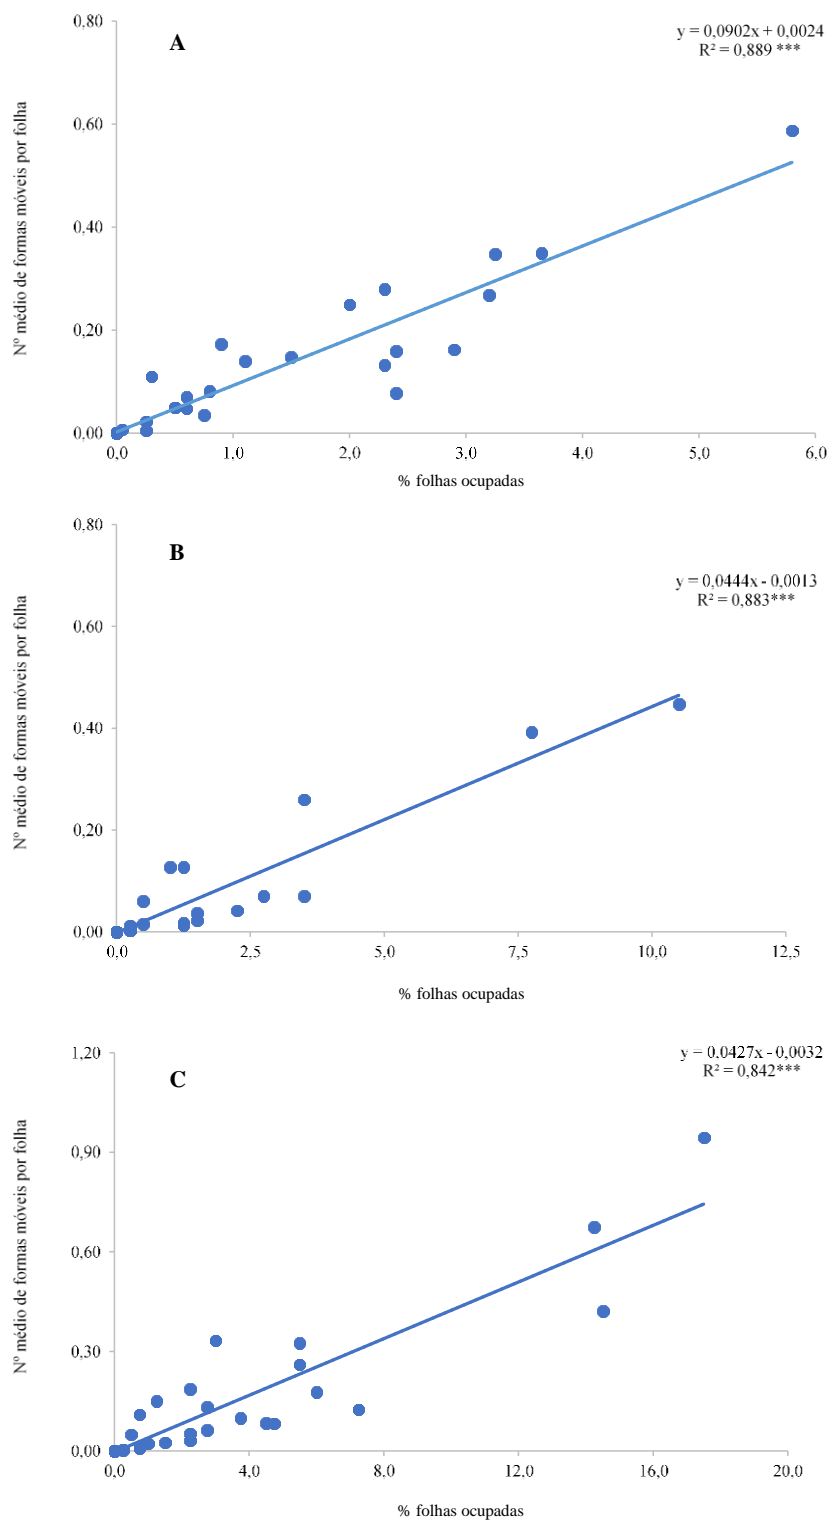 A
y = 0,0902x + 0,0024
R² = 0,889 ***
Nº médio de formas móveis por folha
0,80
0,60
0,40
0,20
0,00
0,0 1,0 2,0 3,0 4,0 5,0 6,0
% folhas ocupadas
B
y = 0,0444x - 0,0013
R² = 0,883***
Nº médio de formas móveis por folha
0,80
0,60
0,40
0,20
0,00
0,0 2,5 5,0 7,5 10,0 12,5
% folhas ocupadas
C
y = 0,0427x - 0,0032
R² = 0,842***
Nº médio de formas móveis por folha
1,20
0,90
0,60
0,30
0,00
0,0 4,0 8,0 12,0 16,0 20,0
% folhas ocupadas